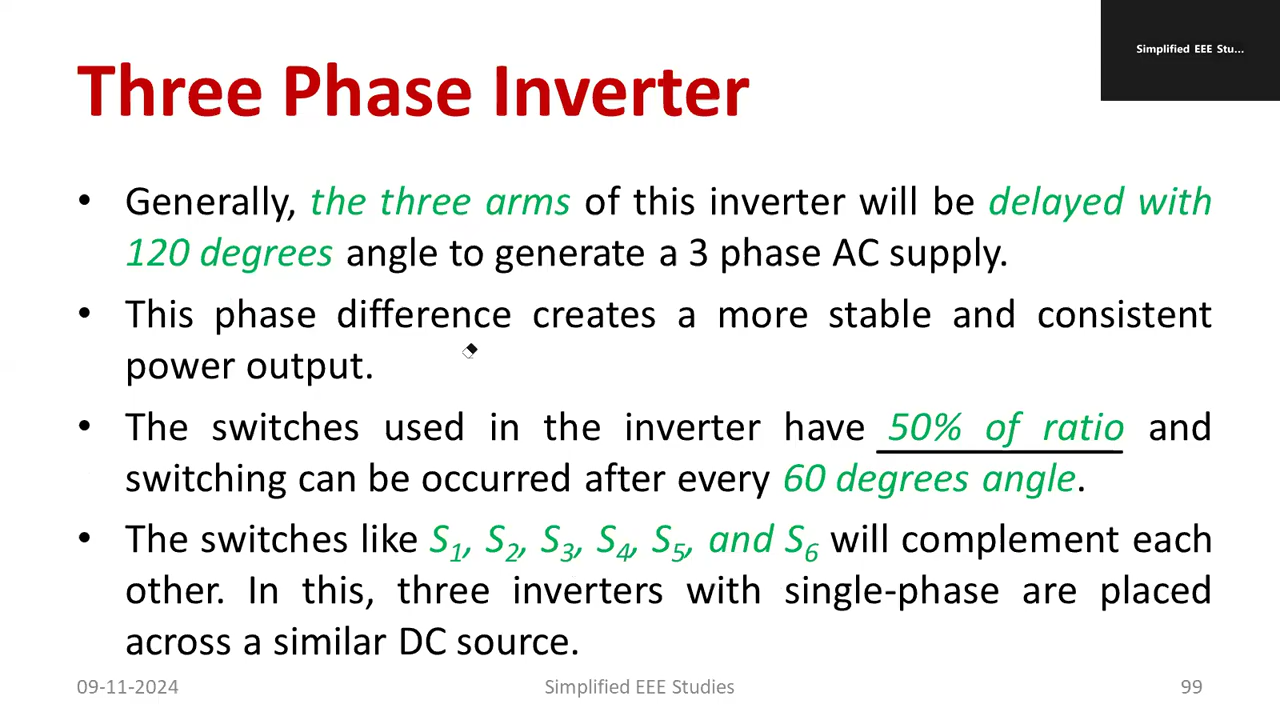 Simplified EEE Stu...
Three Phase Inverter
• Generally, the three arms of this inverter will be delayed with
120 degrees angle to generate a 3 phase AC supply.
• This phase difference creates a more stable and consistent
power output.
• The switches used in the inverter have 50% of ratio and
switching can be occurred after every 60 degrees angle.
• The switches like S1, S2, S3, S4, S5, and S6 will complement each
other. In this, three inverters with single-phase are placed
across a similar DC source.
09-11-2024 Simplified EEE Studies 99